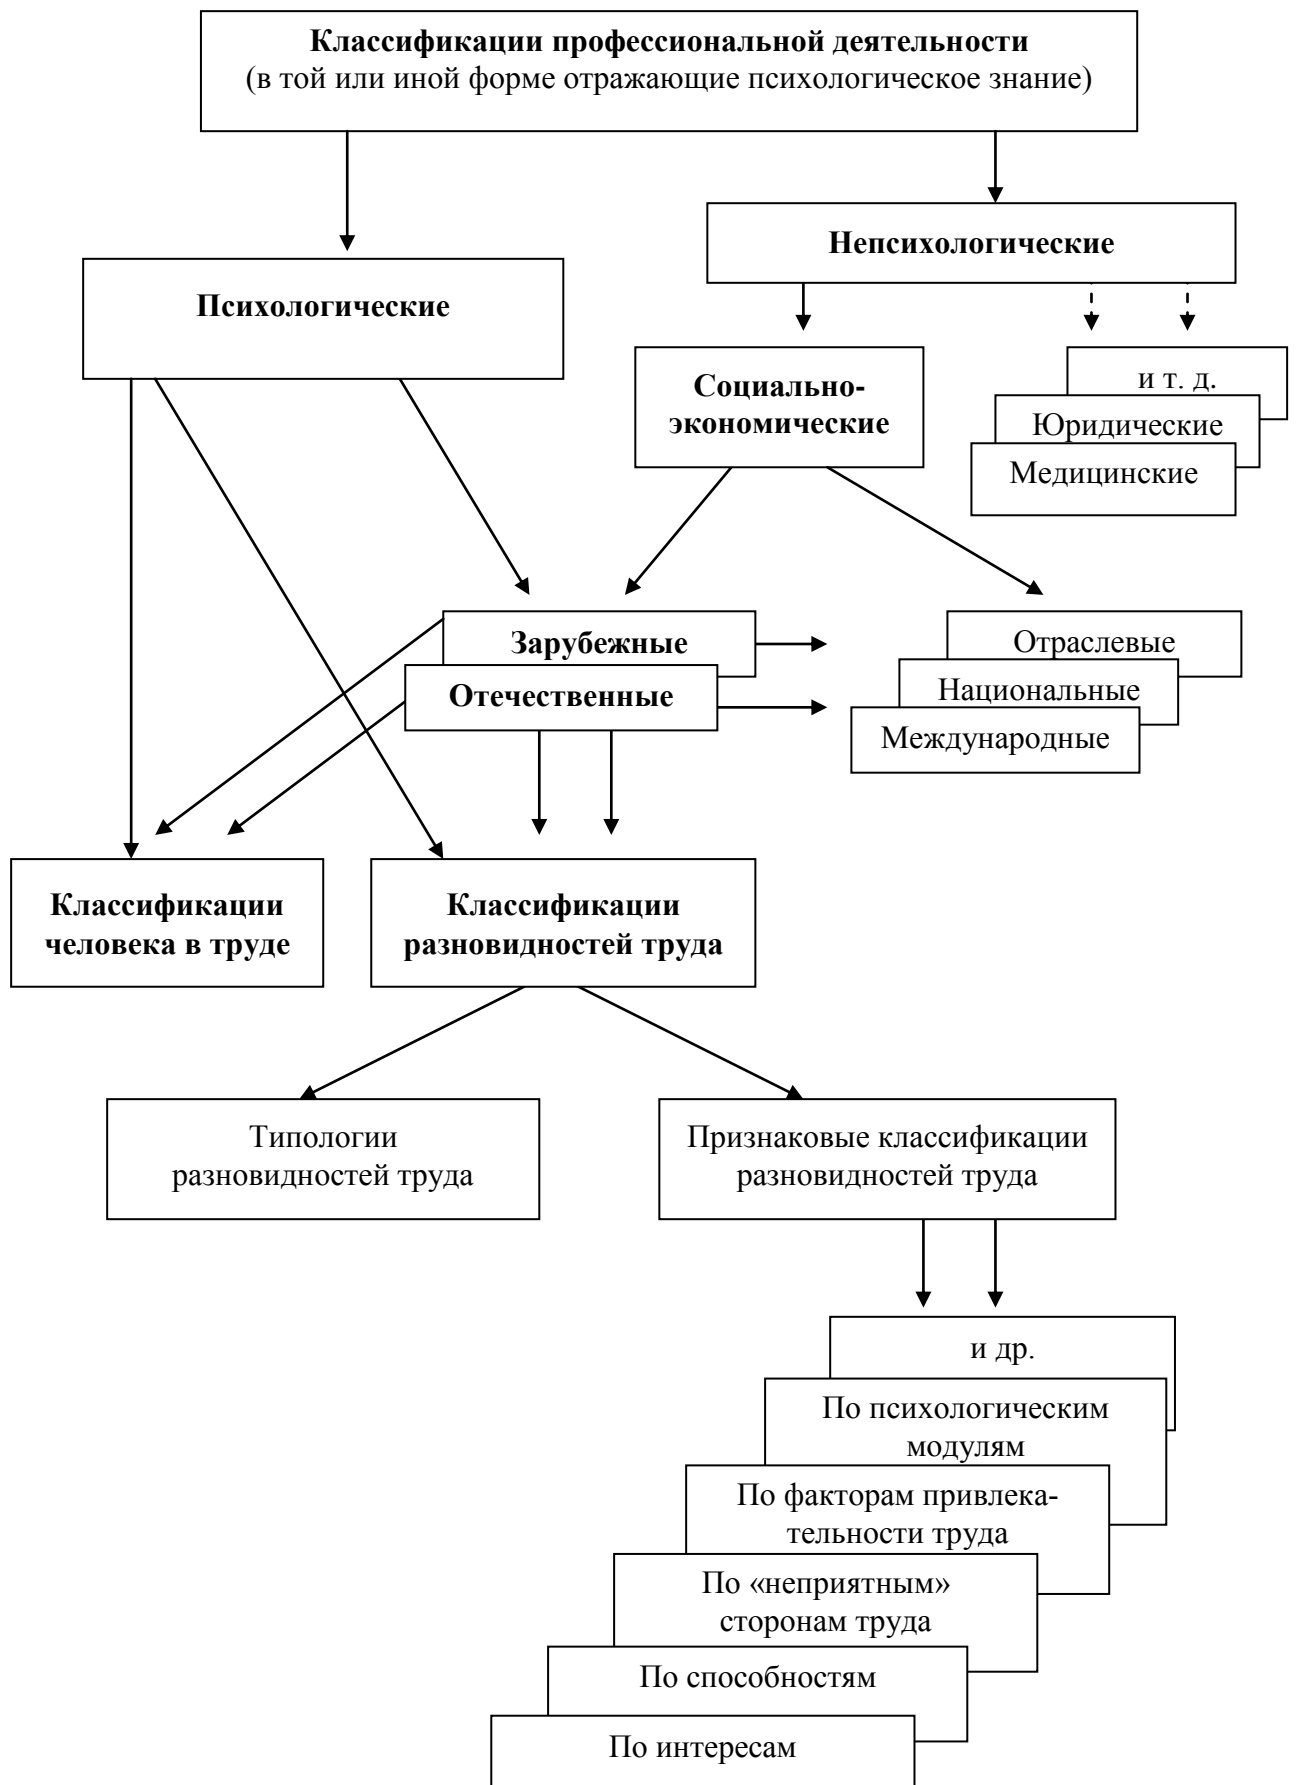 Классификации профессиональной деятельности
(в той или иной форме отражающие психологическое знание)
Непсихологические
Психологические
Социально-
экономические
и т. д.
Юридические
Медицинские
Зарубежные
Отечественные
Отраслевые
Национальные
Международные
Классификации
человека в труде
Классификации
разновидностей труда
Типологии
разновидностей труда
Признаковые классификации
разновидностей труда
и др.
По психологическим
модулям
По факторам привлека-
тельности труда
По «неприятным»
сторонам труда
По способностям
По интересам